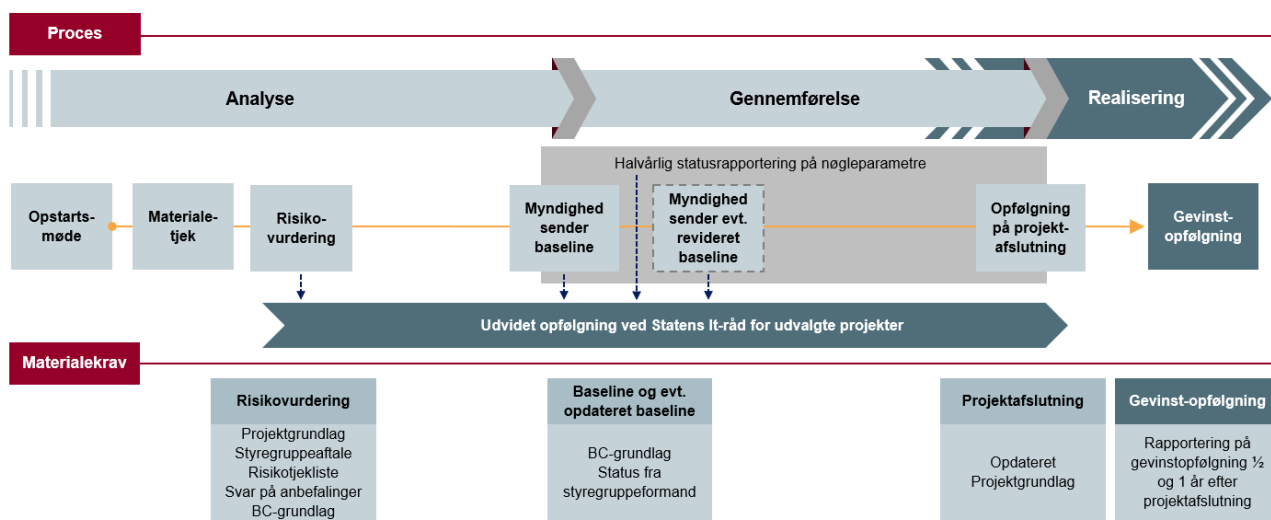 Proces
Analyse
Gennemførelse
Realisering
Halvårlig statusrapportering på nøgleparametre
Opstarts-
møde
Materiale-
tjek
Risiko-
vurdering
Myndighed
sender
baseline
Myndighed
sender evt.
revideret
baseline
Opfølgning
på projekt-
afslutning
Gevinst-
opfølgning
Udvidet opfølgning ved Statens It-råd for udvalgte projekter
Materialekrav
Risikovurdering
Projektgrundlag
Styregruppeaftale
Risikotjekliste
Svar på anbefalinger
BC-grundlag
Baseline og evt.
opdateret baseline
BC-grundlag
Status fra
styregruppeformand
Projektafslutning
Opdateret
Projektgrundlag
Gevinst-opfølgning
Rapportering på
gevinstopfølgning ½
og 1 år efter
projektafslutning